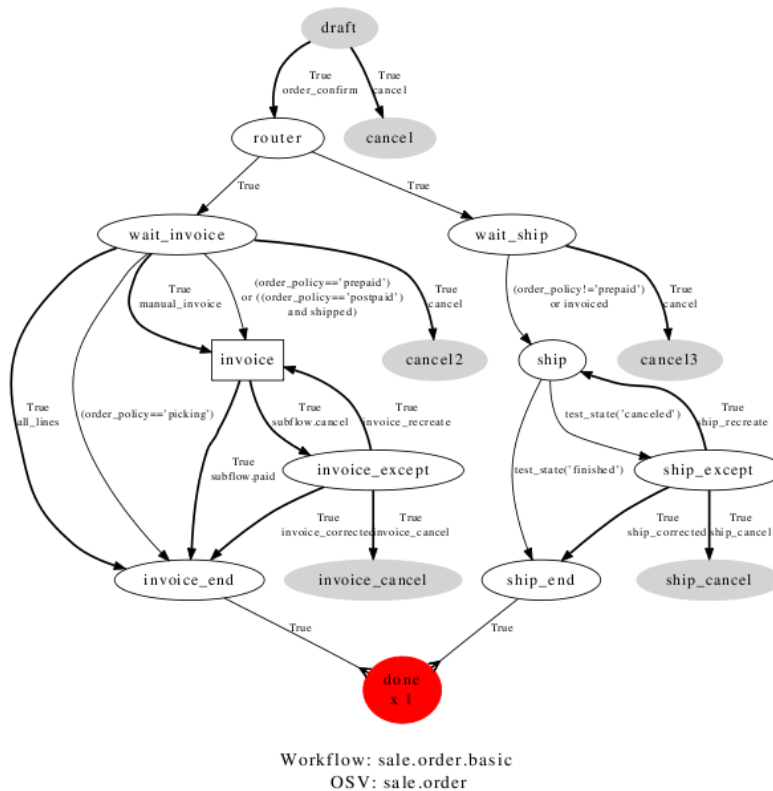 draft
True
order_confirm
True
cancel
router
cancel
True
True
wait_invoice
wait_ship
True
manual_invoice
(order_policy=='prepaid')
or ((order_policy=='postpaid')
and shipped)
True
cancel
(order_policy!='prepaid')
or invoiced
True
cancel
invoice
cancel2
ship
cancel3
True
all_lines
(order_policy=='picking')
True
subflow.cancel
True
invoice_recreate
test_state('canceled')
True
ship_recreate
True
subflow.paid
invoice_except
test_state('finished')
ship_except
True
invoice_corrected
True
invoice_cancel
True
ship_corrected
True
ship_cancel
invoice_end
invoice_cancel
ship_end
ship_cancel
True
True
done
x 1
Workflow: sale.order.basic
OSV: sale.order